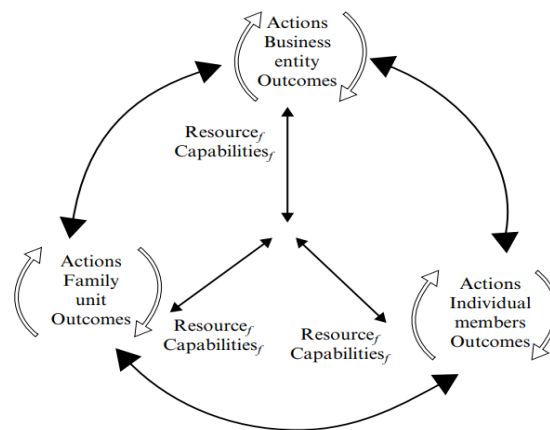 Actions
Business
entity
Outcomes
Resource_f
Capabilities_f
Actions
Family
unit
Outcomes
Resource_f
Capabilities_f
Resource_f
Capabilities_f
Actions
Individual
members
Outcomes